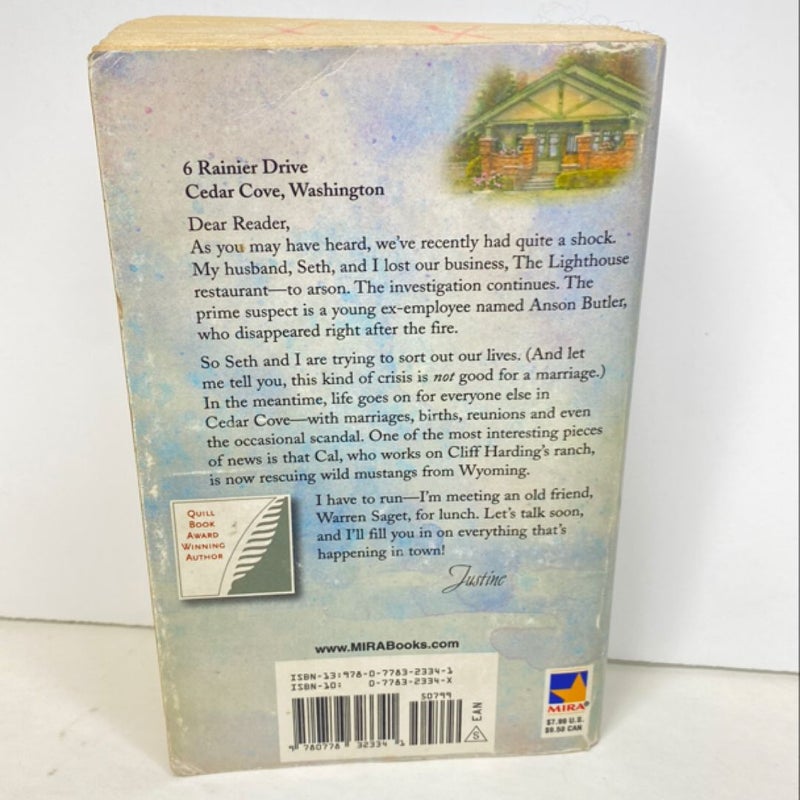 6 Rainier Drive
Cedar Cove, Washington
Dear Reader,
As you may have heard, we've recently had quite a shock.
My husband, Seth, and I lost our business, The Lighthouse
restaurant—to arson. The investigation continues. The
prime suspect is a young ex-employee named Anson Butler,
who disappeared right after the fire.
So Seth and I are trying to sort out our lives. (And let
me tell you, this kind of crisis is not good for a marriage.)
In the meantime, life goes on for everyone else in
Cedar Cove—with marriages, births, reunions and even
the occasional scandal. One of the most interesting pieces
of news is that Cal, who works on Cliff Harding's ranch,
is now rescuing wild mustangs from Wyoming.
I have to run—I'm meeting an old friend,
Warren Saget, for lunch. Let's talk soon,
and I'll fill you in on everything that's
happening in town!
Justine
QUILL
BOOK
AWARD
WINNING
AUTHOR
www.MIRABooks.com
ISBN-13:978-0-7783-2334-1
ISBN-10: 0-7783-2334-X
50799
9 780778 32334 1
S EAN
MIRA®
$7.99 U.S.
$9.50 CAN